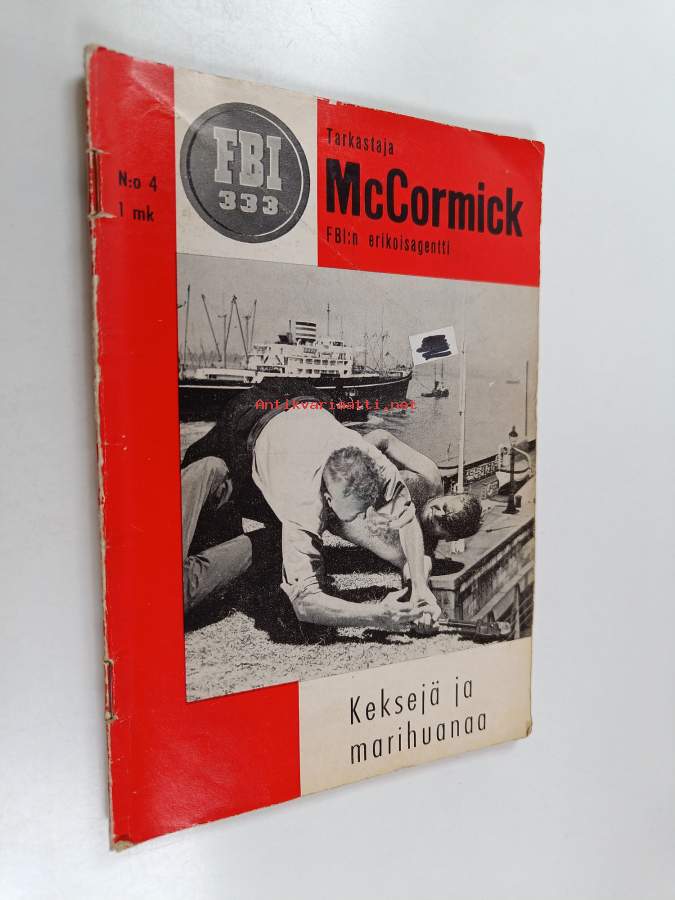 N:o 4
1 mk
FBI
333
Tarkastaja
McCormick
FBI:n erikoisagentti
Antikvariaatti.net
Keksejä ja
marihuanaa